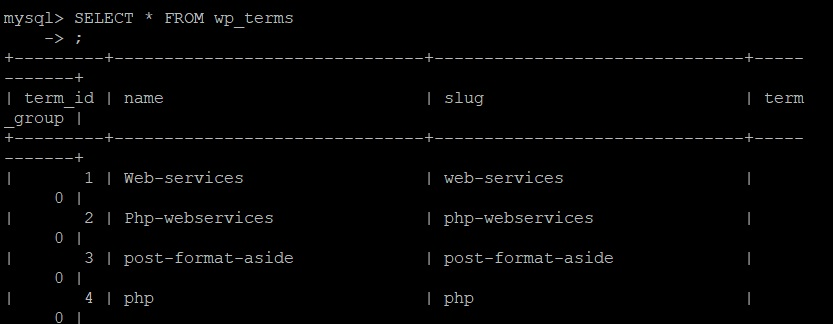 mysql> SELECT * FROM wp_terms
    -> ;
+---------+-------------------------------+-------------------------------+-----
-------+
| term_id | name                          | slug                          | term
_group |
+---------+-------------------------------+-------------------------------+-----
-------+
|       1 | Web-services                  | web-services                  |
     0 |
|       2 | Php-webservices               | php-webservices               |
     0 |
|       3 | post-format-aside             | post-format-aside             |
     0 |
|       4 | php                           | php                           |
     0 |